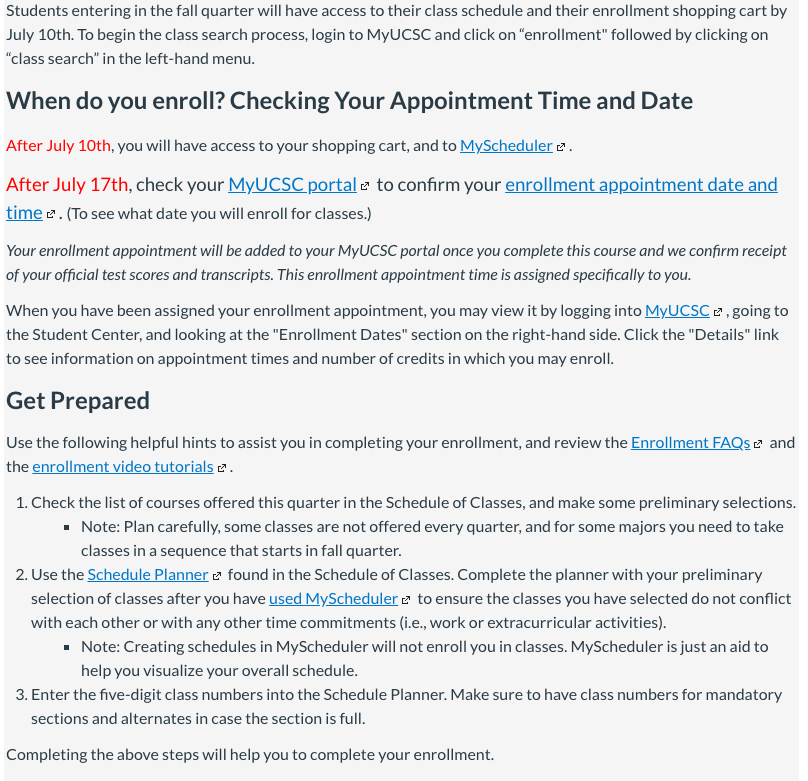 Students entering in the fall quarter will have access to their class schedule and their enrollment shopping cart by
July 10th. To begin the class search process, login to MyUCSC and click on “enrollment" followed by clicking on
“class search” in the left-hand menu.
When do you enroll? Checking Your Appointment Time and Date
After July 10th, you will have access to your shopping cart, and to MyScheduler .
After July 17th, check your MyUCSC portal to confirm your enrollment appointment date and
time . (To see what date you will enroll for classes.)
Your enrollment appointment will be added to your MyUCSC portal once you complete this course and we confirm receipt
of your official test scores and transcripts. This enrollment appointment time is assigned specifically to you.
When you have been assigned your enrollment appointment, you may view it by logging into MyUCSC , going to
the Student Center, and looking at the "Enrollment Dates" section on the right-hand side. Click the "Details" link
to see information on appointment times and number of credits in which you may enroll.
Get Prepared
Use the following helpful hints to assist you in completing your enrollment, and review the Enrollment FAQs and
the enrollment video tutorials .
1. Check the list of courses offered this quarter in the Schedule of Classes, and make some preliminary selections.
▪ Note: Plan carefully, some classes are not offered every quarter, and for some majors you need to take
classes in a sequence that starts in fall quarter.
2. Use the Schedule Planner found in the Schedule of Classes. Complete the planner with your preliminary
selection of classes after you have used MyScheduler to ensure the classes you have selected do not conflict
with each other or with any other time commitments (i.e., work or extracurricular activities).
▪ Note: Creating schedules in MyScheduler will not enroll you in classes. MyScheduler is just an aid to
help you visualize your overall schedule.
3. Enter the five-digit class numbers into the Schedule Planner. Make sure to have class numbers for mandatory
sections and alternates in case the section is full.
Completing the above steps will help you to complete your enrollment.